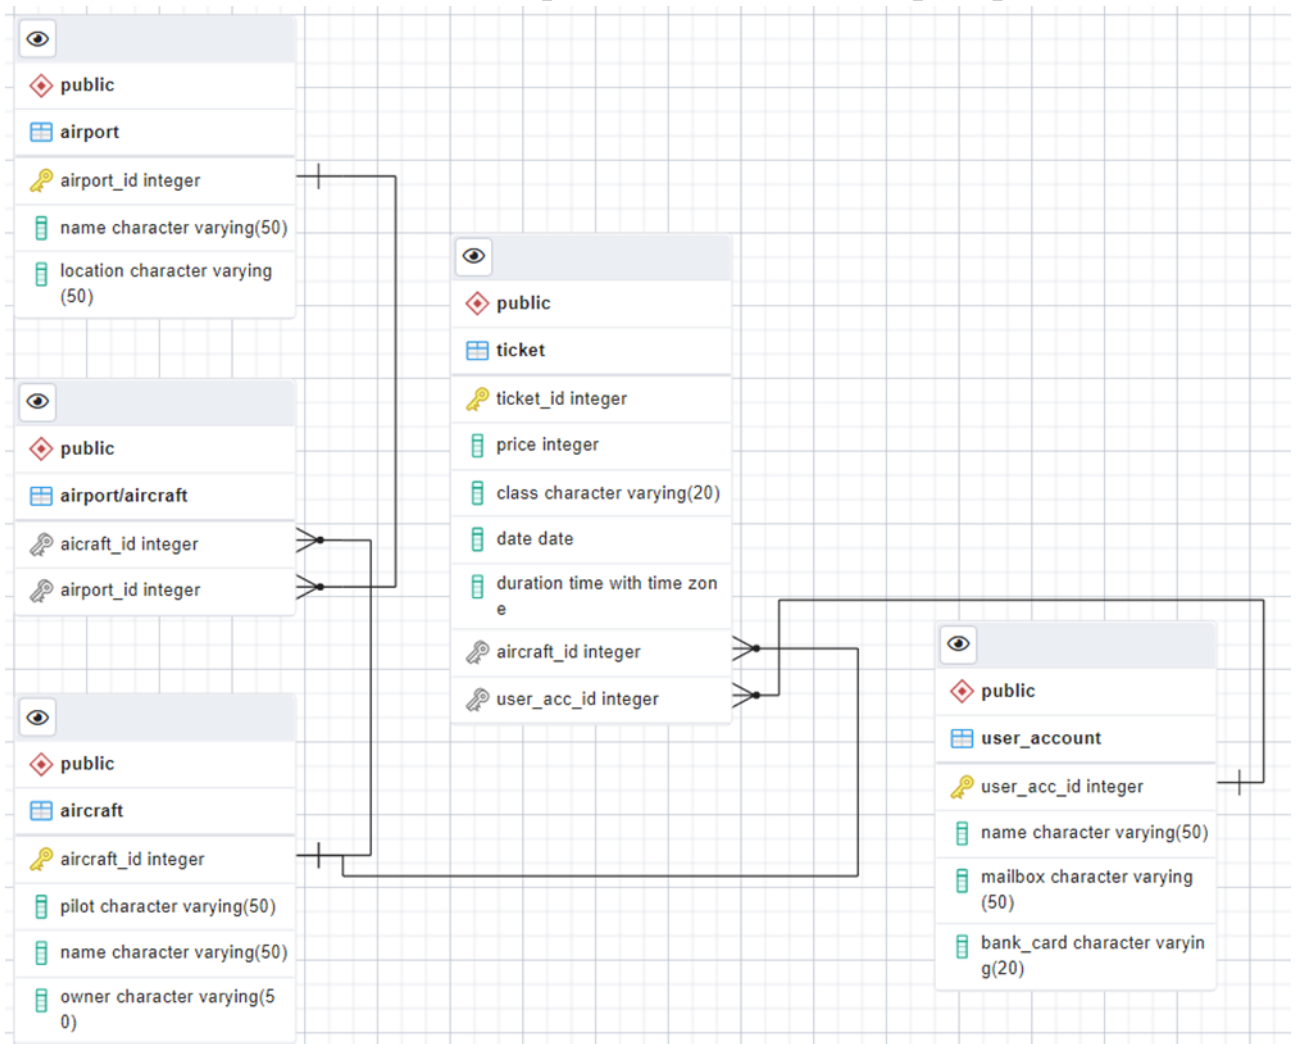 public
airport
airport_id integer
name character varying(50)
location character varying
(50)
public
airport/aircraft
aicraft_id integer
airport_id integer
public
aircraft
aircraft_id integer
pilot character varying(50)
name character varying(50)
owner character varying(5
0)
public
ticket
ticket_id integer
price integer
class character varying(20)
date date
duration time with time zon
e
aircraft_id integer
user_acc_id integer
public
user_account
user_acc_id integer
name character varying(50)
mailbox character varying
(50)
bank_card character varyin
g(20)